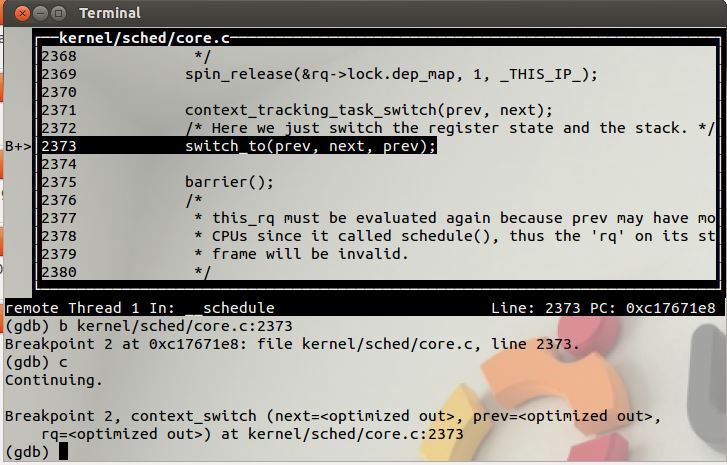 Terminal
kernel/sched/core.c
2368 */
2369 spin_release(&rq->lock.dep_map, 1, _THIS_IP_);
2370
2371 context_tracking_task_switch(prev, next);
2372 /* Here we just switch the register state and the stack. */
B+>2373 switch_to(prev, next, prev);
2374
2375 barrier();
2376 /*
2377 * this_rq must be evaluated again because prev may have mo
2378 * CPUs since it called schedule(), thus the 'rq' on its st
2379 * frame will be invalid.
2380 */
remote Thread 1 In: __schedule Line: 2373 PC: 0xc17671e8
(gdb) b kernel/sched/core.c:2373
Breakpoint 2 at 0xc17671e8: file kernel/sched/core.c, line 2373.
(gdb) c
Continuing.
Breakpoint 2, context_switch (next=<optimized out>, prev=<optimized out>,
rq=<optimized out>) at kernel/sched/core.c:2373
(gdb)